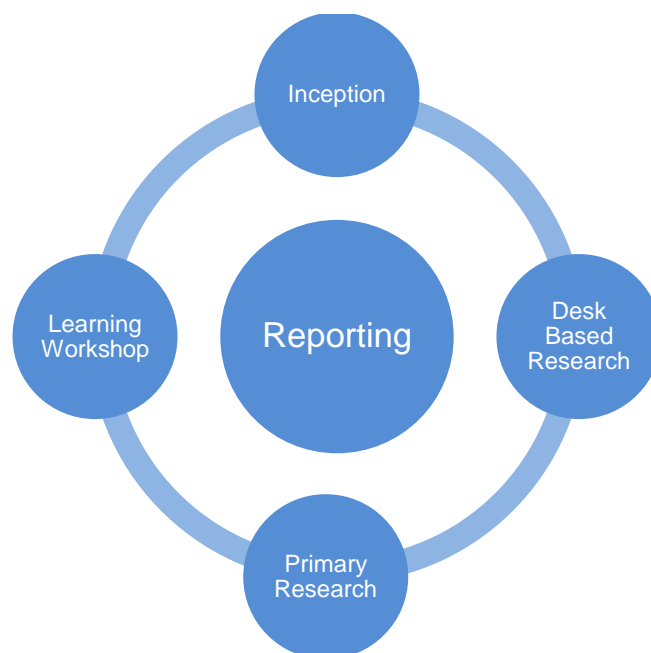 Inception
Learning
Workshop
Reporting
Desk
Based
Research
Primary
Research